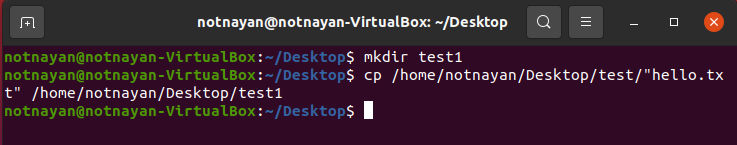 notnayan@notnayan-VirtualBox: ~/Desktop
notnayan@notnayan-VirtualBox:~/Desktop$ mkdir test1
notnayan@notnayan-VirtualBox:~/Desktop$ cp /home/notnayan/Desktop/test/"hello.tx
t" /home/notnayan/Desktop/test1
notnayan@notnayan-VirtualBox:~/Desktop$